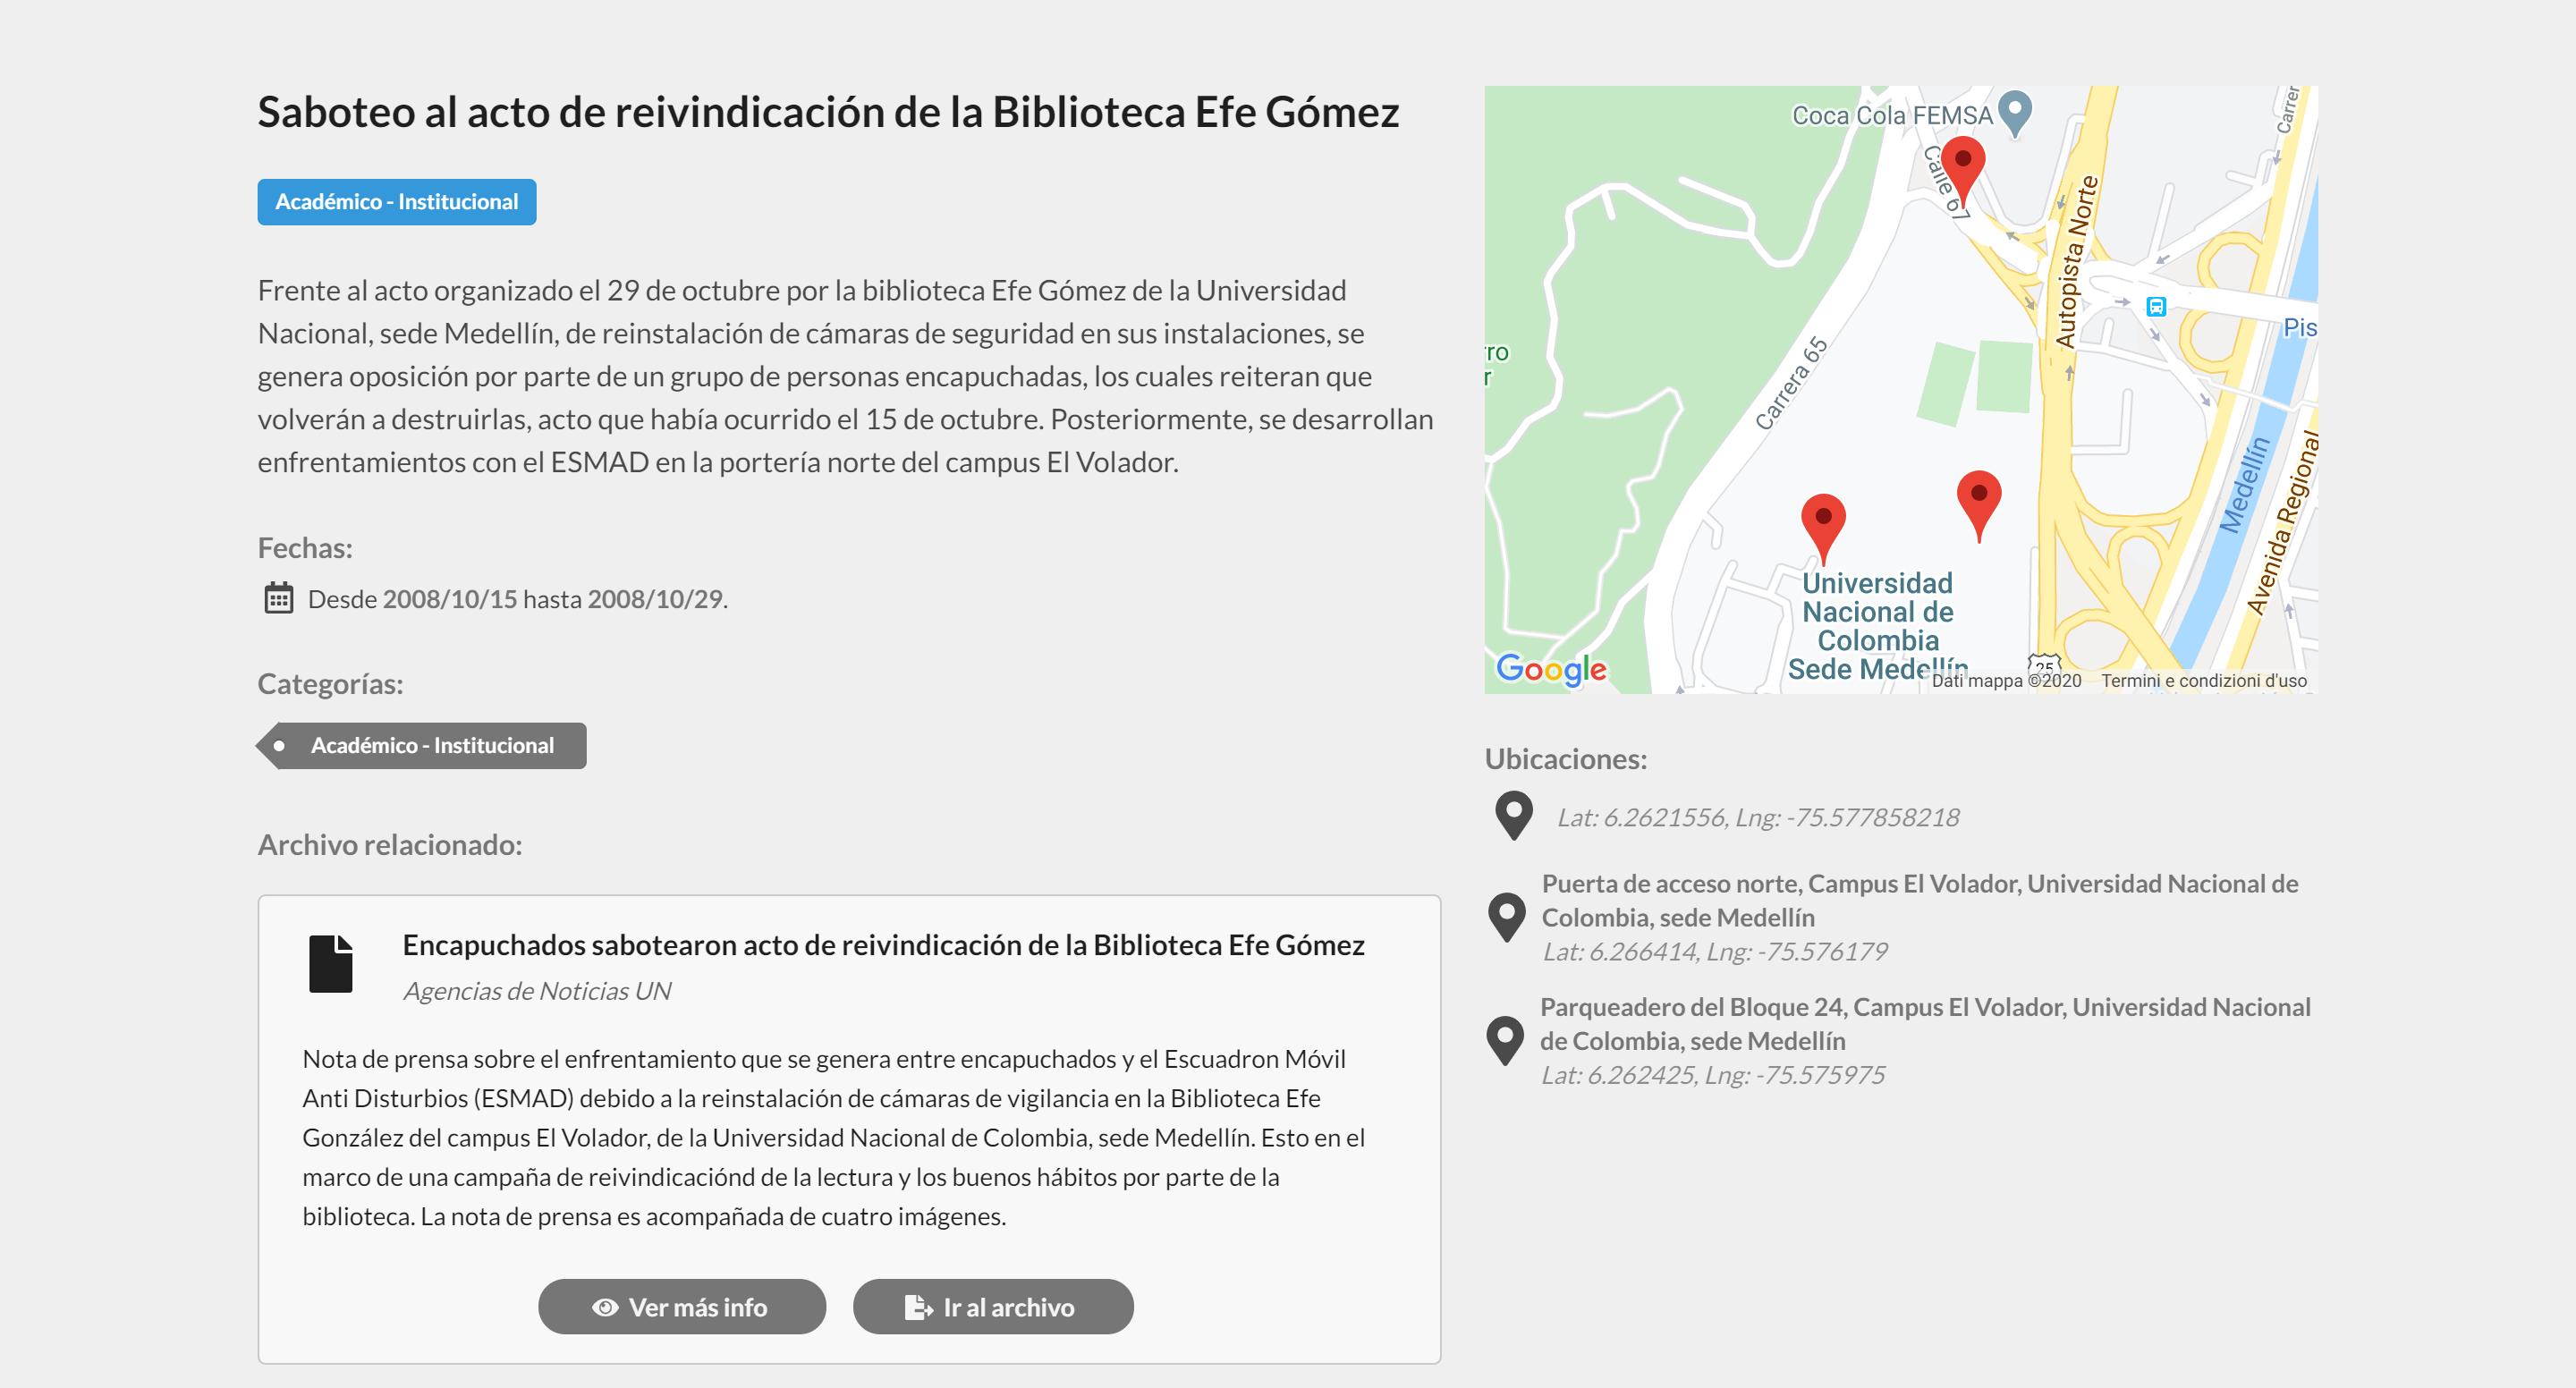 Saboteo al acto de reivindicación de la Biblioteca Efe Gómez
Académico - Institucional
Frente al acto organizado el 29 de octubre por la biblioteca Efe Gómez de la Universidad
Nacional, sede Medellín, de reinstalación de cámaras de seguridad en sus instalaciones, se
genera oposición por parte de un grupo de personas encapuchadas, los cuales reiteran que
volverán a destruirlas, acto que había ocurrido el 15 de octubre. Posteriormente, se desarrollan
enfrentamientos con el ESMAD en la portería norte del campus El Volador.
Fechas:
Desde 2008/10/15 hasta 2008/10/29.
Categorías:
Académico - Institucional
Archivo relacionado:
Encapuchados sabotearon acto de reivindicación de la Biblioteca Efe Gómez
Agencias de Noticias UN
Nota de prensa sobre el enfrentamiento que se genera entre encapuchados y el Escuadron Móvil
Anti Disturbios (ESMAD) debido a la reinstalación de cámaras de vigilancia en la Biblioteca Efe
González del campus El Volador, de la Universidad Nacional de Colombia, sede Medellín. Esto en el
marco de una campaña de reivindicaciónd de la lectura y los buenos hábitos por parte de la
biblioteca. La nota de prensa es acompañada de cuatro imágenes.
Ver más info
Ir al archivo
Coca Cola FEMSA
Calle 67
Carrer
Autopista Norte
Pis
rro
r
Carrera 65
Medellín
Avenida Regional
Universidad
Nacional de
Colombia
Sede Medellín
25
Google
Dati mappa ©2020
Termini e condizioni d'uso
Ubicaciones:
Lat: 6.2621556, Lng: -75.577858218
Puerta de acceso norte, Campus El Volador, Universidad Nacional de
Colombia, sede Medellín
Lat: 6.266414, Lng: -75.576179
Parqueadero del Bloque 24, Campus El Volador, Universidad Nacional
de Colombia, sede Medellín
Lat: 6.262425, Lng: -75.575975